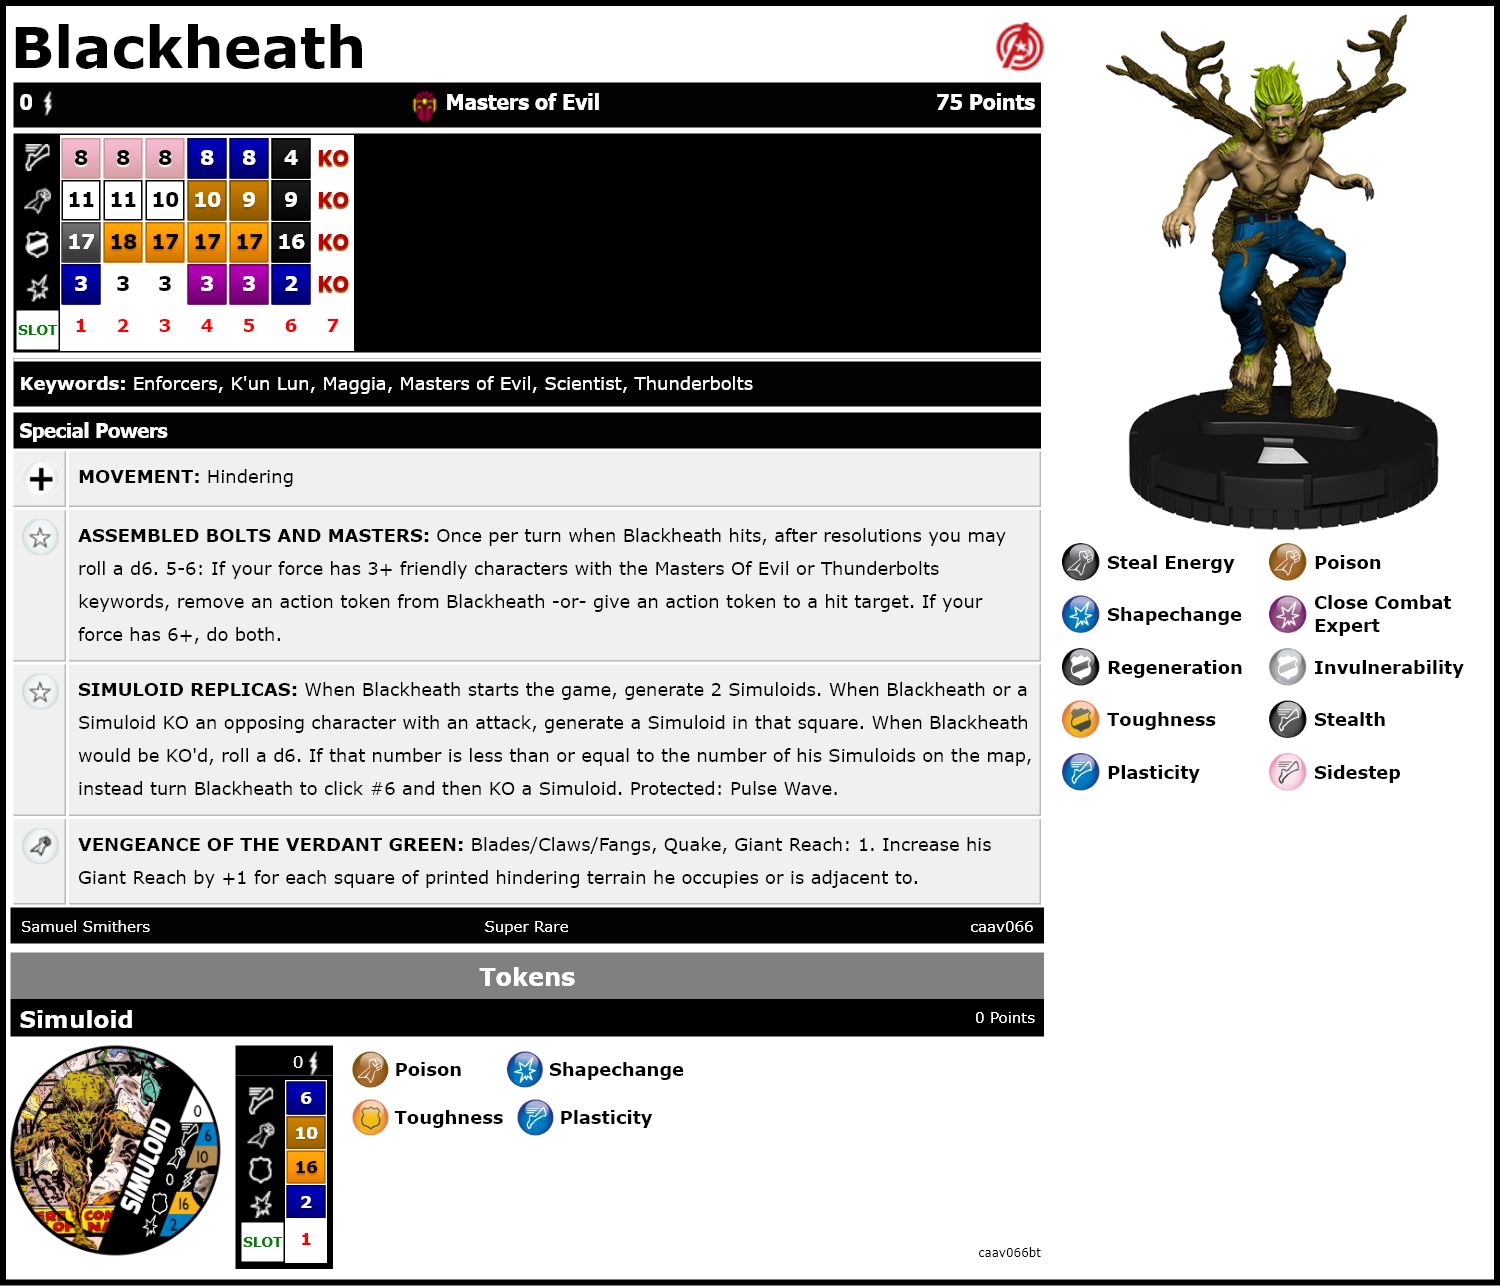 Blackheath
0 Masters of Evil 75 Points
8 8 8 8 8 4 KO
11 11 10 10 9 9 KO
17 18 17 17 17 16 KO
3 3 3 3 3 2 KO
SLOT 1 2 3 4 5 6 7
Keywords: Enforcers, K'un Lun, Maggia, Masters of Evil, Scientist, Thunderbolts
Special Powers
MOVEMENT: Hindering
ASSEMBLED BOLTS AND MASTERS: Once per turn when Blackheath hits, after resolutions you may
roll a d6. 5-6: If your force has 3+ friendly characters with the Masters Of Evil or Thunderbolts
keywords, remove an action token from Blackheath -or- give an action token to a hit target. If your
force has 6+, do both.
SIMULOID REPLICAS: When Blackheath starts the game, generate 2 Simuloids. When Blackheath or a
Simuloid KO an opposing character with an attack, generate a Simuloid in that square. When Blackheath
would be KO'd, roll a d6. If that number is less than or equal to the number of his Simuloids on the map,
instead turn Blackheath to click #6 and then KO a Simuloid. Protected: Pulse Wave.
VENGEANCE OF THE VERDANT GREEN: Blades/Claws/Fangs, Quake, Giant Reach: 1. Increase his
Giant Reach by +1 for each square of printed hindering terrain he occupies or is adjacent to.
Samuel Smithers Super Rare caav066
Steal Energy Poison
Shapechange Close Combat
Expert
Regeneration Invulnerability
Toughness Stealth
Plasticity Sidestep
Tokens
Simuloid 0 Points
SIMULOID
0
6
10
0
16
2
0
6
10
16
2
SLOT 1
Poison Shapechange
Toughness Plasticity
caav066bt